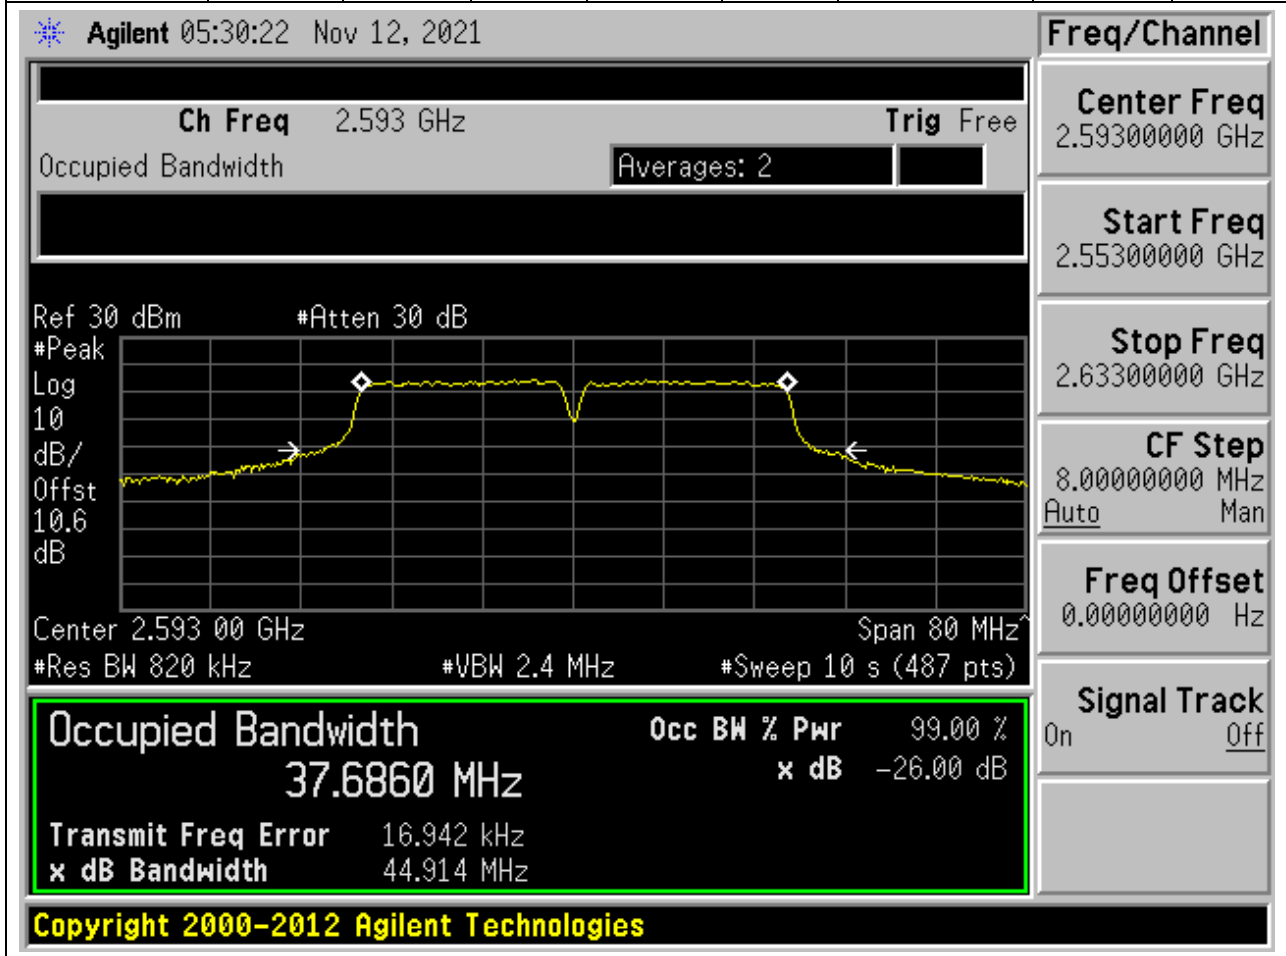 Agilent 05:30:22 Nov 12, 2021
Ch Freq 2.593 GHz
Trig Free
Occupied Bandwidth
Averages: 2
Ref 30 dBm
#Atten 30 dB
#Peak
Log
10
dB/
Offst
10.6
dB
Center 2.593 00 GHz
Span 80 MHz^
#Res BW 820 kHz
#VBW 2.4 MHz
#Sweep 10 s (487 pts)
Occupied Bandwidth
37.6860 MHz
Occ BW % Pwr 99.00 %
x dB -26.00 dB
Transmit Freq Error 16.942 kHz
x dB Bandwidth 44.914 MHz
Copyright 2000-2012 Agilent Technologies
Freq/Channel
Center Freq
2.59300000 GHz
Start Freq
2.55300000 GHz
Stop Freq
2.63300000 GHz
CF Step
8.00000000 MHz
Auto Man
Freq Offset
0.00000000 Hz
Signal Track
On Off